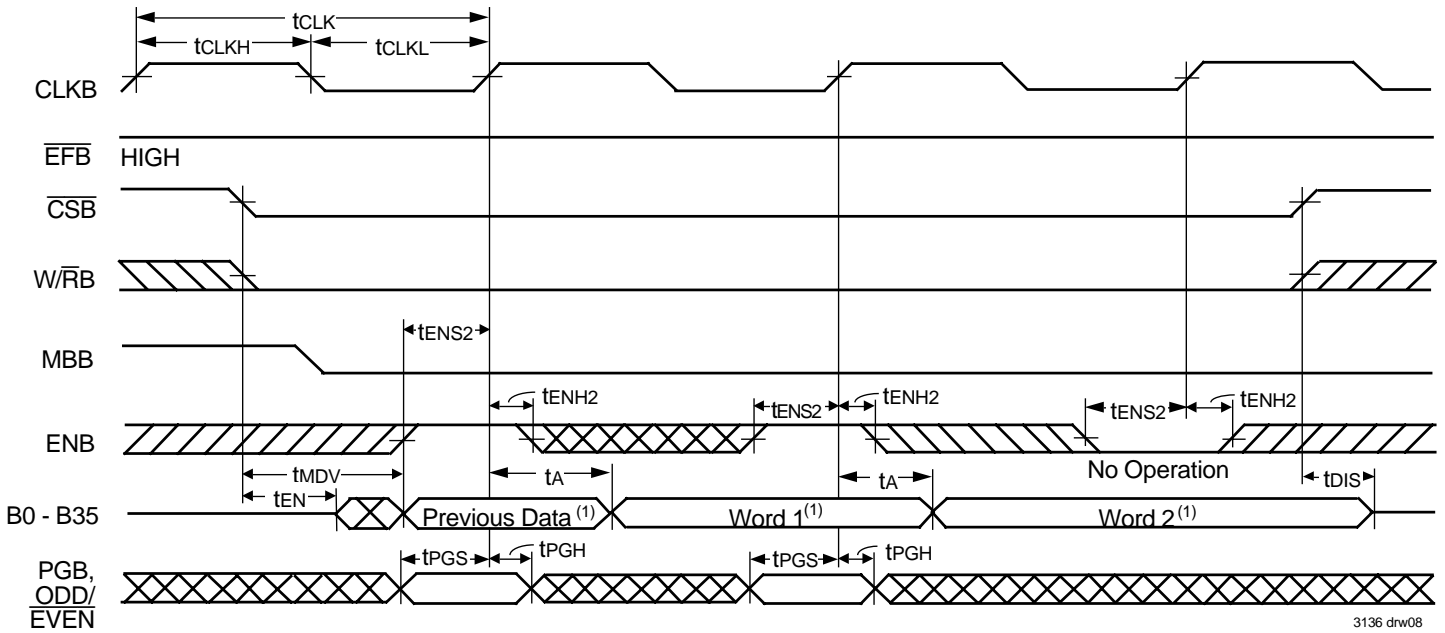 tCLK
tCLKH
tCLKL
CLKB
EFB
HIGH
CSB
W/RB
tENS2
MBB
tENH2
tENS2
tENH2
tENS2
tENH2
ENB
No Operation
tMDV
tA
tA
tDIS
tEN
B0 - B35
Previous Data (1)
Word 1(1)
Word 2(1)
tPGS
tPGH
tPGS
tPGH
PGB,
ODD/
EVEN
3136 drw08